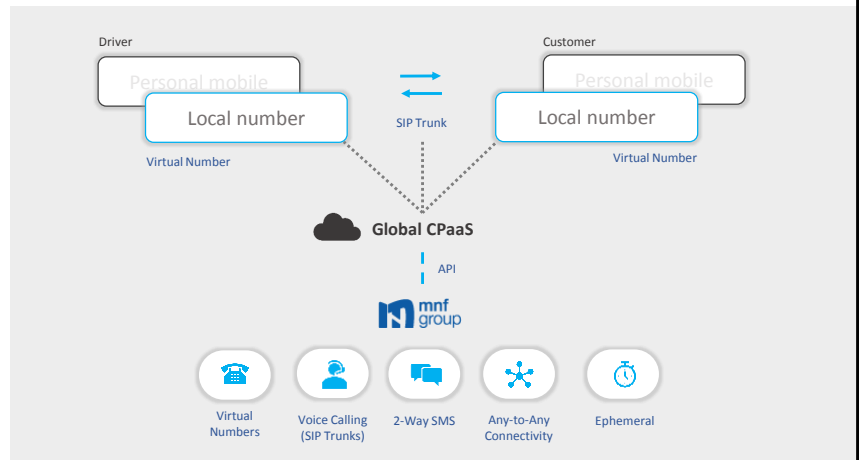 Driver
Customer
Personal mobile
Personal mobile
Local number
Local number
SIP Trunk
Virtual Number
Virtual Number
Global CPaaS
API
mnf
group
Virtual
Numbers
Voice Calling
(SIP Trunks)
2-Way SMS
Any-to-Any
Connectivity
Ephemeral